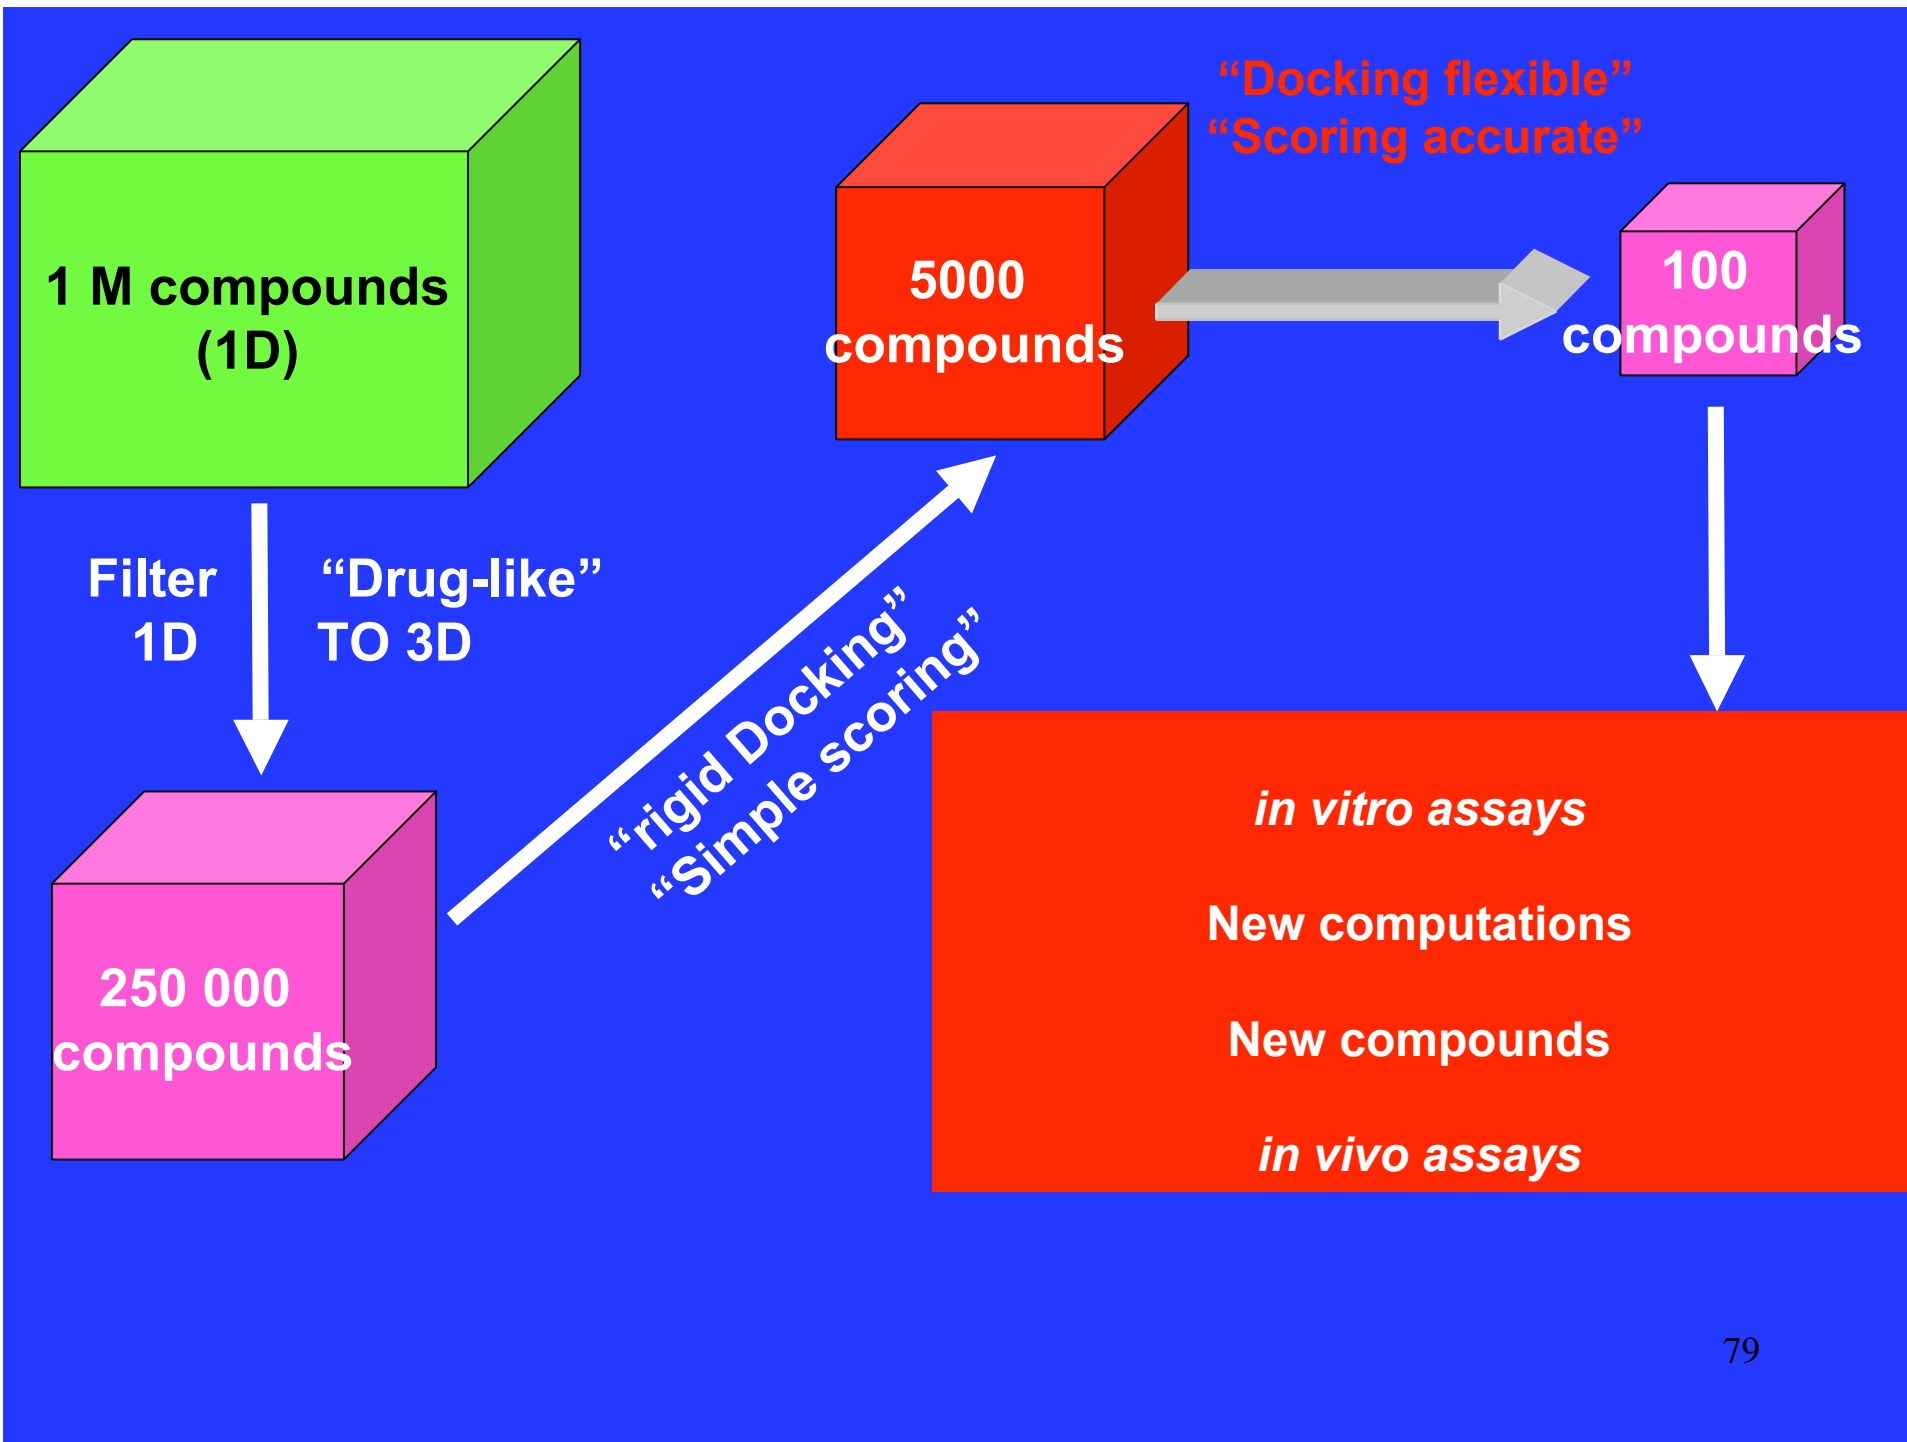 1 M compounds
(1D)
Filter
1D
“Drug-like”
TO 3D
250 000
compounds
“rigid Docking”
“Simple scoring”
5000
compounds
“Docking flexible”
“Scoring accurate”
100
compounds
in vitro assays
New computations
New compounds
in vivo assays
79